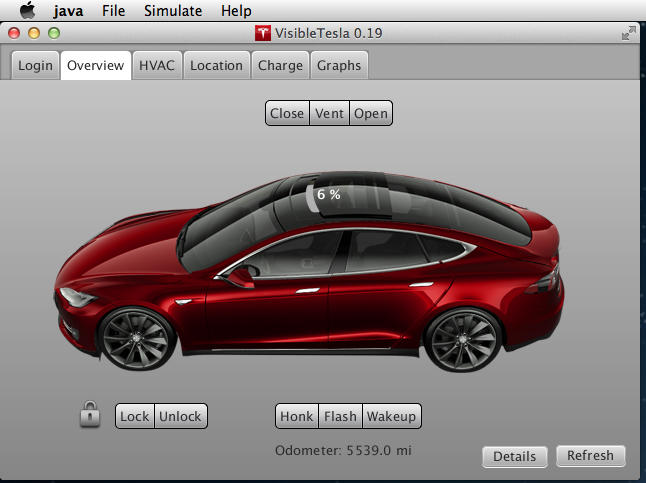 java File Simulate Help
VisibleTesla 0.19
Login Overview HVAC Location Charge Graphs
Close Vent Open
6 %
Lock Unlock Honk Flash Wakeup
Odometer: 5539.0 mi
Details Refresh